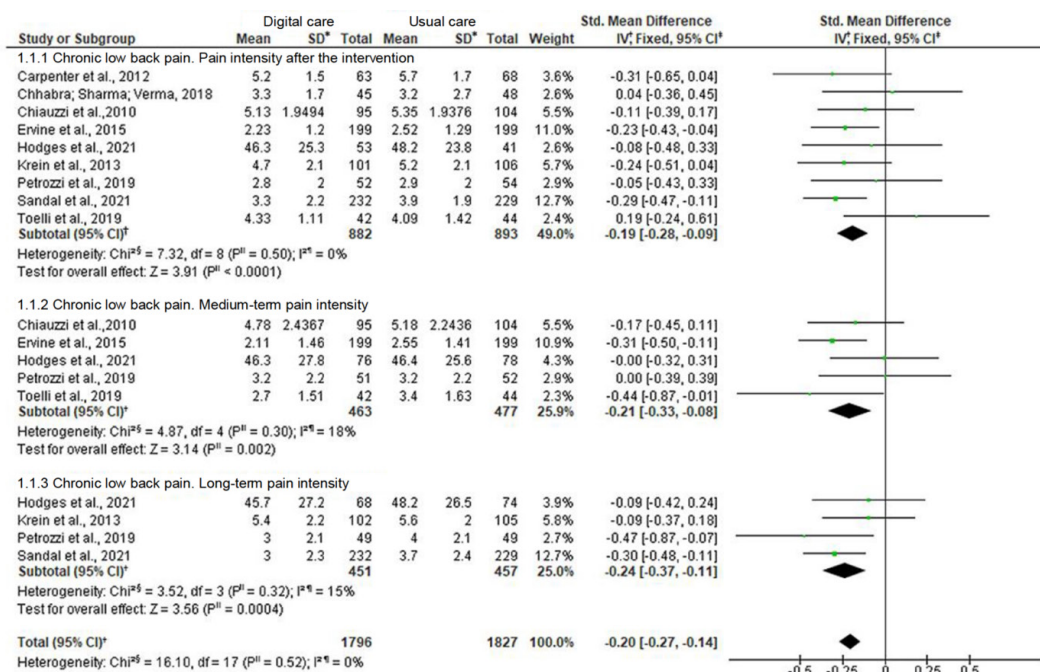 Digital care Usual care Std. Mean Difference Std. Mean Difference
Study or Subgroup Mean SD* Total Mean SD* Total Weight IV,† Fixed, 95% CI‡ IV,† Fixed, 95% CI‡
1.1.1 Chronic low back pain. Pain intensity after the intervention
Carpenter et al., 2012 5.2 1.5 63 5.7 1.7 68 3.6% -0.31 [-0.65, 0.04]
Chhabra; Sharma; Verma, 2018 3.3 1.7 45 3.2 2.7 48 2.6% 0.04 [-0.36, 0.45]
Chiauzzi et al.,2010 5.13 1.9494 95 5.35 1.9376 104 5.5% -0.11 [-0.39, 0.17]
Ervine et al., 2015 2.23 1.2 199 2.52 1.29 199 11.0% -0.23 [-0.43, -0.04]
Hodges et al., 2021 46.3 25.3 53 48.2 23.8 41 2.6% -0.08 [-0.48, 0.33]
Krein et al., 2013 4.7 2.1 101 5.2 2.1 106 5.7% -0.24 [-0.51, 0.04]
Petrozzi et al., 2019 2.8 2 52 2.9 2 54 2.9% -0.05 [-0.43, 0.33]
Sandal et al., 2021 3.3 2.2 232 3.9 1.9 229 12.7% -0.29 [-0.47, -0.11]
Toelli et al., 2019 4.33 1.11 42 4.09 1.42 44 2.4% 0.19 [-0.24, 0.61]
Subtotal (95% CI)† 882 893 49.0% -0.19 [-0.28, -0.09]
Heterogeneity: Chi²§ = 7.32, df = 8 (P|| = 0.50); I²¶ = 0%
Test for overall effect: Z = 3.91 (P|| < 0.0001)
1.1.2 Chronic low back pain. Medium-term pain intensity
Chiauzzi et al.,2010 4.78 2.4367 95 5.18 2.2436 104 5.5% -0.17 [-0.45, 0.11]
Ervine et al., 2015 2.11 1.46 199 2.55 1.41 199 10.9% -0.31 [-0.50, -0.11]
Hodges et al., 2021 46.3 27.8 76 46.4 25.6 78 4.3% -0.00 [-0.32, 0.31]
Petrozzi et al., 2019 3.2 2.2 51 3.2 2.2 52 2.9% 0.00 [-0.39, 0.39]
Toelli et al., 2019 2.7 1.51 42 3.4 1.63 44 2.3% -0.44 [-0.87, -0.01]
Subtotal (95% CI)† 463 477 25.9% -0.21 [-0.33, -0.08]
Heterogeneity: Chi²§ = 4.87, df = 4 (P|| = 0.30); I²¶ = 18%
Test for overall effect: Z = 3.14 (P|| = 0.002)
1.1.3 Chronic low back pain. Long-term pain intensity
Hodges et al., 2021 45.7 27.2 68 48.2 26.5 74 3.9% -0.09 [-0.42, 0.24]
Krein et al., 2013 5.4 2.2 102 5.6 2 105 5.8% -0.09 [-0.37, 0.18]
Petrozzi et al., 2019 3 2.1 49 4 2.1 49 2.7% -0.47 [-0.87, -0.07]
Sandal et al., 2021 3 2.3 232 3.7 2.4 229 12.7% -0.30 [-0.48, -0.11]
Subtotal (95% CI)† 451 457 25.0% -0.24 [-0.37, -0.11]
Heterogeneity: Chi²§ = 3.52, df = 3 (P|| = 0.32); I²¶ = 15%
Test for overall effect: Z = 3.56 (P|| = 0.0004)
Total (95% CI)† 1796 1827 100.0% -0.20 [-0.27, -0.14]
Heterogeneity: Chi²§ = 16.10, df = 17 (P|| = 0.52); I²¶ = 0%
-0.5 -0.25 0 0.25 0.5